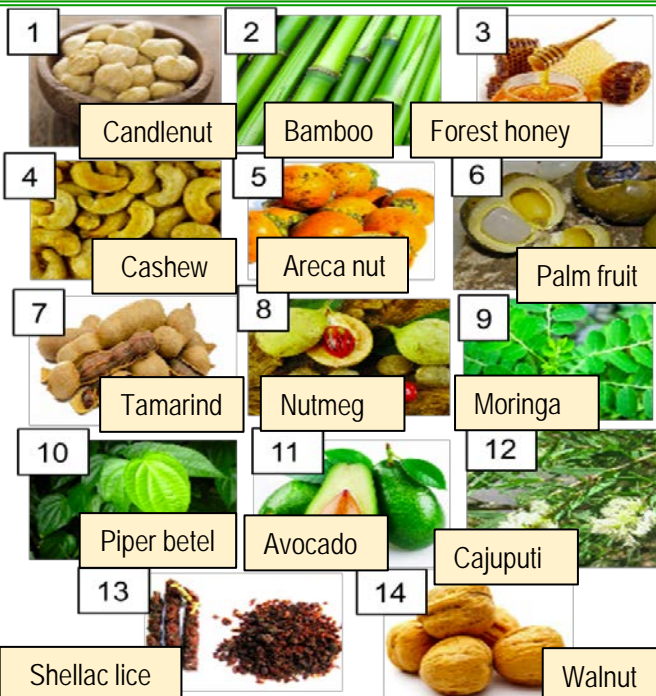 1
2
3
Candlenut
Bamboo
Forest honey
4
5
6
Cashew
Areca nut
Palm fruit
7
8
9
Tamarind
Nutmeg
Moringa
10
11
12
Piper betel
Avocado
Cajuputi
13
14
Shellac lice
Walnut